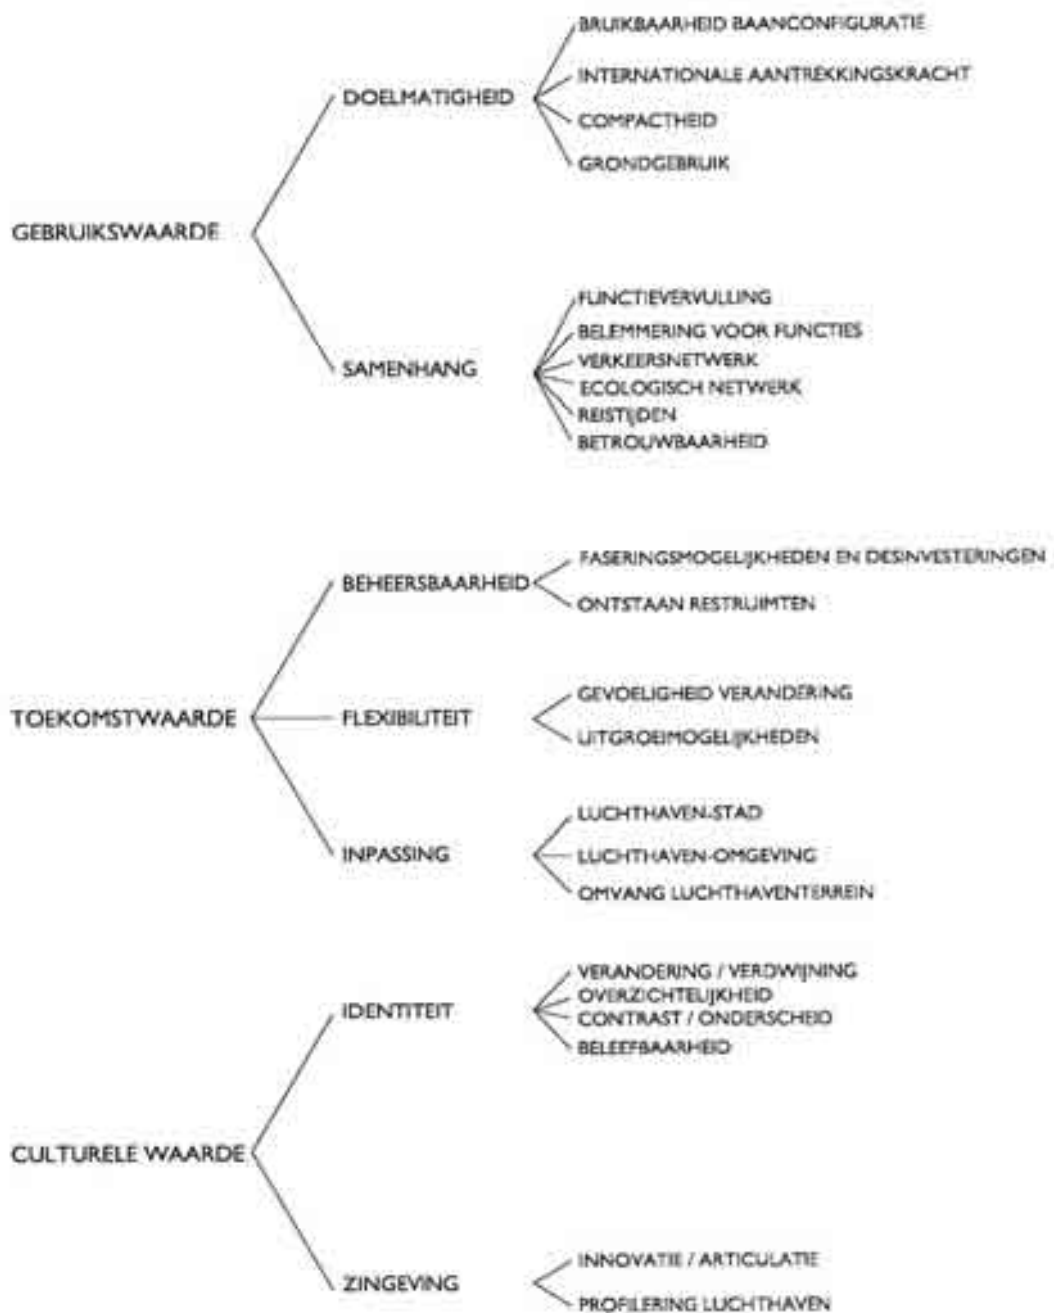 BRUIKBAARHEID BAANCONFIGURATIE
INTERNATIONALE AANTREKKINGSKRACHT
DOELMATIGHEID
COMPACTHEID
GRONDGEBRUIK
GEBRUIKSWAARDE
FUNCTIEVERVULLING
BELEMMERING VOOR FUNCTIES
VERKEERSNETWERK
SAMENHANG
ECOLOGISCH NETWERK
REISTIJDEN
BETROUWBAARHEID
FASERINGSMOGELIJKHEDEN EN DESINVESTERINGEN
BEHEERSBAARHEID
ONTSTAAN RESTRUIMTEN
GEVOELIGHEID VERANDERING
TOEKOMSTWAARDE
FLEXIBILITEIT
UITGROEIMOGELIJKHEDEN
LUCHTHAVEN-STAD
INPASSING
LUCHTHAVEN-OMGEVING
OMVANG LUCHTHAVENTERREIN
VERANDERING / VERDWIJNING
OVERZICHTELIJKHEID
IDENTITEIT
CONTRAST / ONDERSCHEID
BELEEFBAARHEID
CULTURELE WAARDE
INNOVATIE / ARTICULATIE
ZINGEVING
PROFILERING LUCHTHAVEN